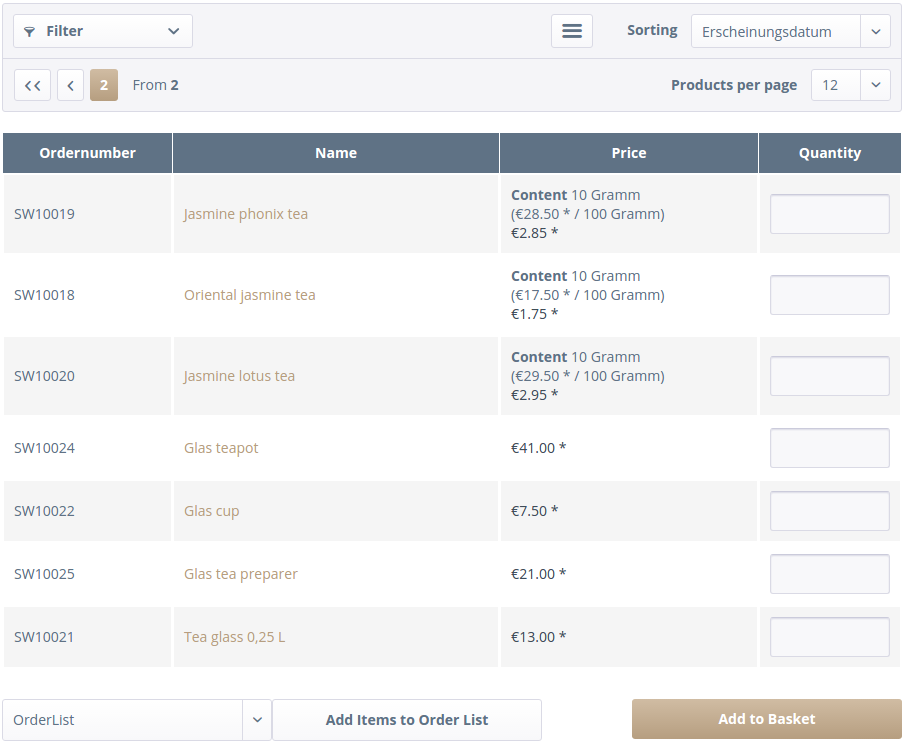 Filter
Sorting Erscheinungsdatum
2 From 2
Products per page 12
Ordernumber Name Price Quantity
SW10019 Jasmine phonix tea
Content 10 Gramm
(€28.50 * / 100 Gramm)
€2.85 *
SW10018 Oriental jasmine tea
Content 10 Gramm
(€17.50 * / 100 Gramm)
€1.75 *
SW10020 Jasmine lotus tea
Content 10 Gramm
(€29.50 * / 100 Gramm)
€2.95 *
SW10024 Glas teapot €41.00 *
SW10022 Glas cup €7.50 *
SW10025 Glas tea preparer €21.00 *
SW10021 Tea glass 0,25 L €13.00 *
OrderList Add Items to Order List Add to Basket